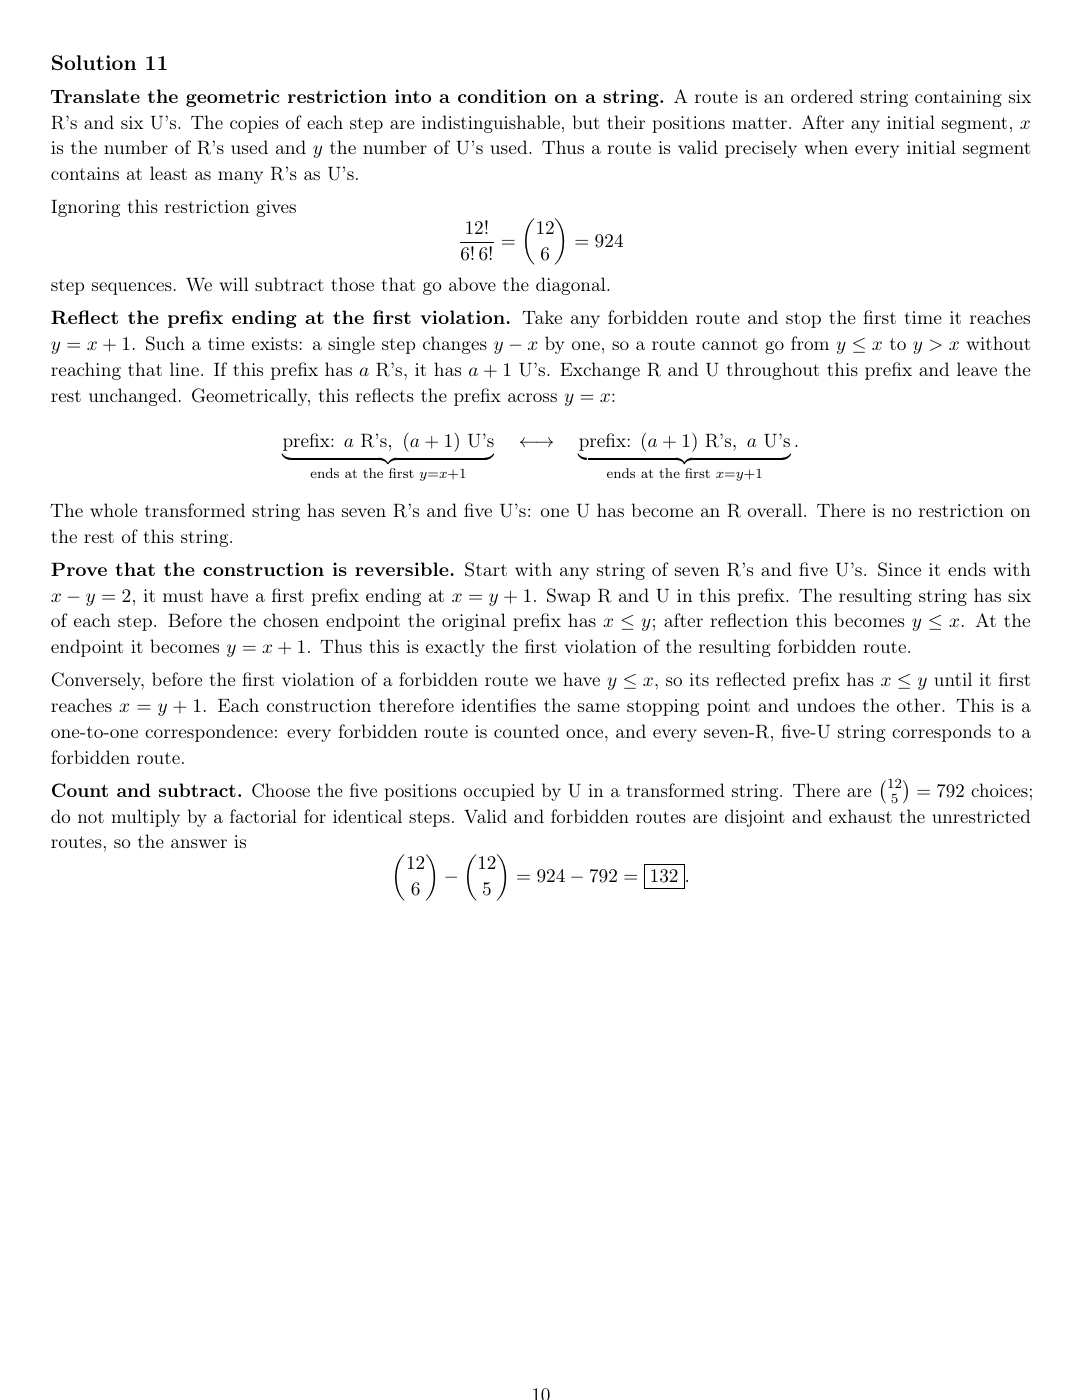 Solution 11
Translate the geometric restriction into a condition on a string. A route is an ordered string containing six
R's and six U's. The copies of each step are indistinguishable, but their positions matter. After any initial segment, x
is the number of R's used and y the number of U's used. Thus a route is valid precisely when every initial segment
contains at least as many R's as U's.
Ignoring this restriction gives
\frac{12!}{6!\,6!} = \binom{12}{6} = 924
step sequences. We will subtract those that go above the diagonal.
Reflect the prefix ending at the first violation. Take any forbidden route and stop the first time it reaches
y = x + 1. Such a time exists: a single step changes y − x by one, so a route cannot go from y ≤ x to y > x without
reaching that line. If this prefix has a R's, it has a + 1 U's. Exchange R and U throughout this prefix and leave the
rest unchanged. Geometrically, this reflects the prefix across y = x:
prefix: a R's, (a + 1) U's ⟷ prefix: (a + 1) R's, a U's.
ends at the first y=x+1 ends at the first x=y+1
The whole transformed string has seven R's and five U's: one U has become an R overall. There is no restriction on
the rest of this string.
Prove that the construction is reversible. Start with any string of seven R's and five U's. Since it ends with
x − y = 2, it must have a first prefix ending at x = y + 1. Swap R and U in this prefix. The resulting string has six
of each step. Before the chosen endpoint the original prefix has x ≤ y; after reflection this becomes y ≤ x. At the
endpoint it becomes y = x + 1. Thus this is exactly the first violation of the resulting forbidden route.
Conversely, before the first violation of a forbidden route we have y ≤ x, so its reflected prefix has x ≤ y until it first
reaches x = y + 1. Each construction therefore identifies the same stopping point and undoes the other. This is a
one-to-one correspondence: every forbidden route is counted once, and every seven-R, five-U string corresponds to a
forbidden route.
Count and subtract. Choose the five positions occupied by U in a transformed string. There are \binom{12}{5} = 792 choices;
do not multiply by a factorial for identical steps. Valid and forbidden routes are disjoint and exhaust the unrestricted
routes, so the answer is
\binom{12}{6} − \binom{12}{5} = 924 − 792 = 132.
10